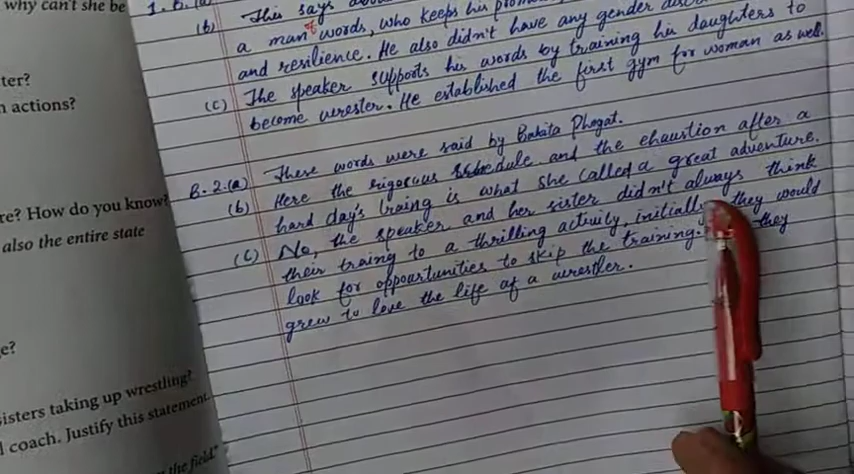 why can't she be
ter?
n actions?
re? How do you know?
also the entire state
e?
sisters taking up wrestling?
d coach. Justify this statement.
the field."
1. B. (a)
(b) This says
a man of words, who keeps his
and resilience. He also didn't have any gender
(c) The speaker supports his words by training his daughters to
become wrester. He established the first gym for woman as well.
B. 2. (a) These words were said by Babita Phogat.
(b) Here the rigorous schedule and the ehaustion after a
hard day's traing is what she called a great adventure.
(c) No, the speaker and her sister didn't always think
their traing to a thrilling activity initially. they would
look for oppourtunities to skip the training. they
grew to love the life of a wrestler.